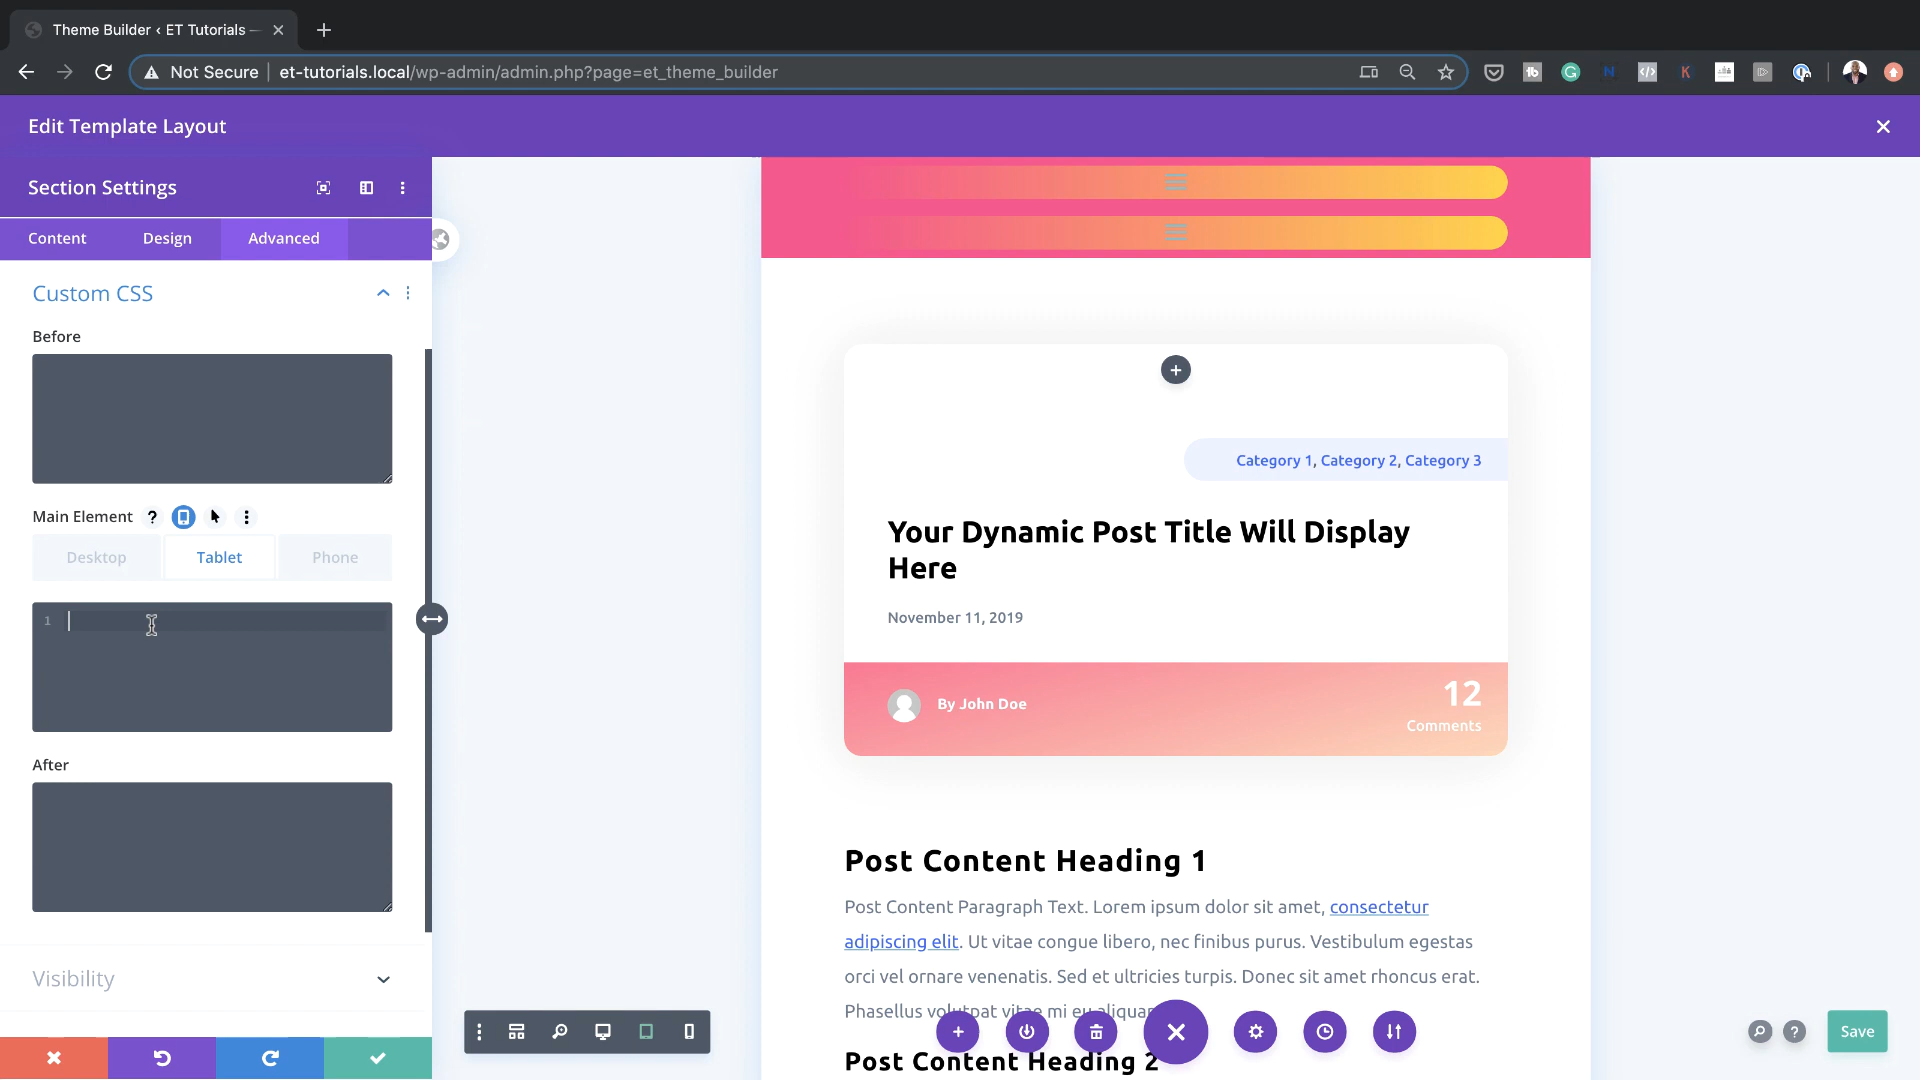 Theme Builder ‹ ET Tutorials —
Not Secure
et-tutorials.local/wp-admin/admin.php?page=et_theme_builder
Edit Template Layout
Section Settings
Content
Design
Advanced
Custom CSS
Before
Main Element
Desktop
Tablet
Phone
1
After
Visibility
Category 1, Category 2, Category 3
Your Dynamic Post Title Will Display
Here
November 11, 2019
By John Doe
12
Comments
Post Content Heading 1
Post Content Paragraph Text. Lorem ipsum dolor sit amet, consectetur
adipiscing elit. Ut vitae congue libero, nec finibus purus. Vestibulum egestas
orci vel ornare venenatis. Sed et ultricies turpis. Donec sit amet rhoncus erat.
Phasellus volutpat vitae mi eu aliquam
Post Content Heading 2
Save